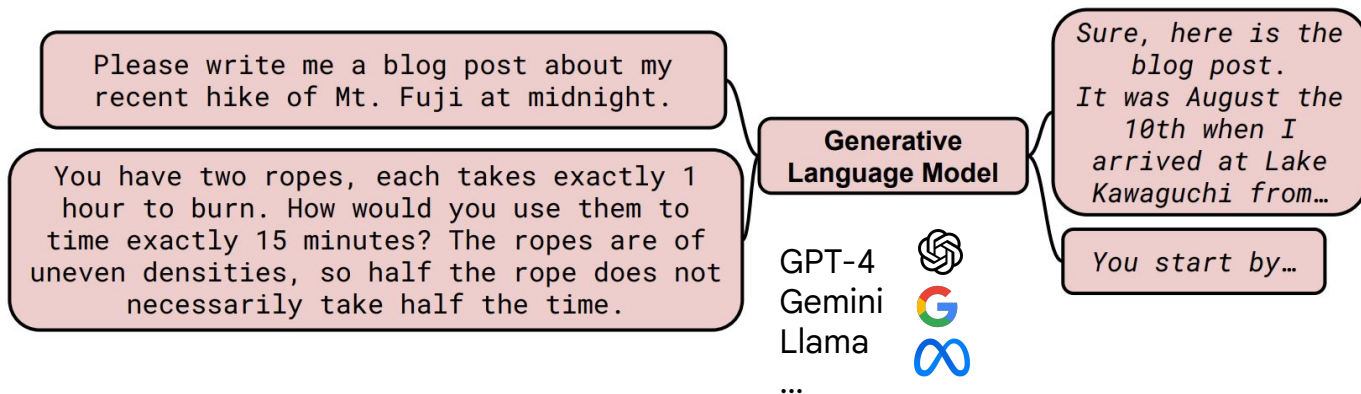 Please write me a blog post about my
recent hike of Mt. Fuji at midnight.
You have two ropes, each takes exactly 1
hour to burn. How would you use them to
time exactly 15 minutes? The ropes are of
uneven densities, so half the rope does not
necessarily take half the time.
Generative
Language Model
GPT-4
Gemini
Llama
…
Sure, here is the
blog post.
It was August the
10th when I
arrived at Lake
Kawaguchi from…
You start by…